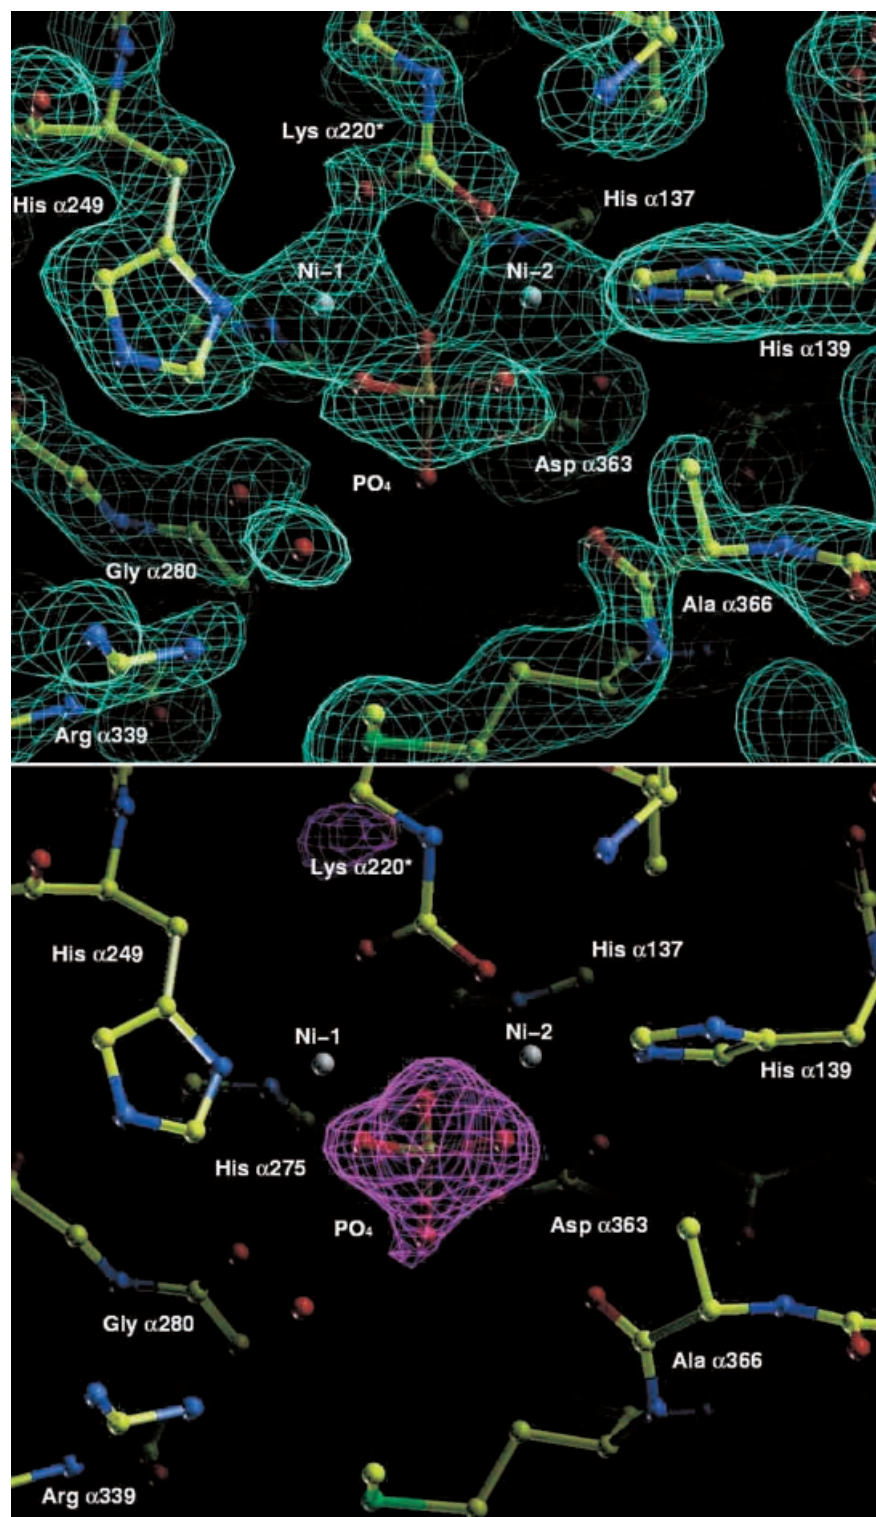 Lys α220*
His α249
His α137
Ni-1
Ni-2
His α139
Asp α363
PO₄
Gly α280
Ala α366
Arg α339
Lys α220*
His α249
His α137
Ni-1
Ni-2
His α139
His α275
PO₄
Asp α363
Gly α280
Ala α366
Arg α339